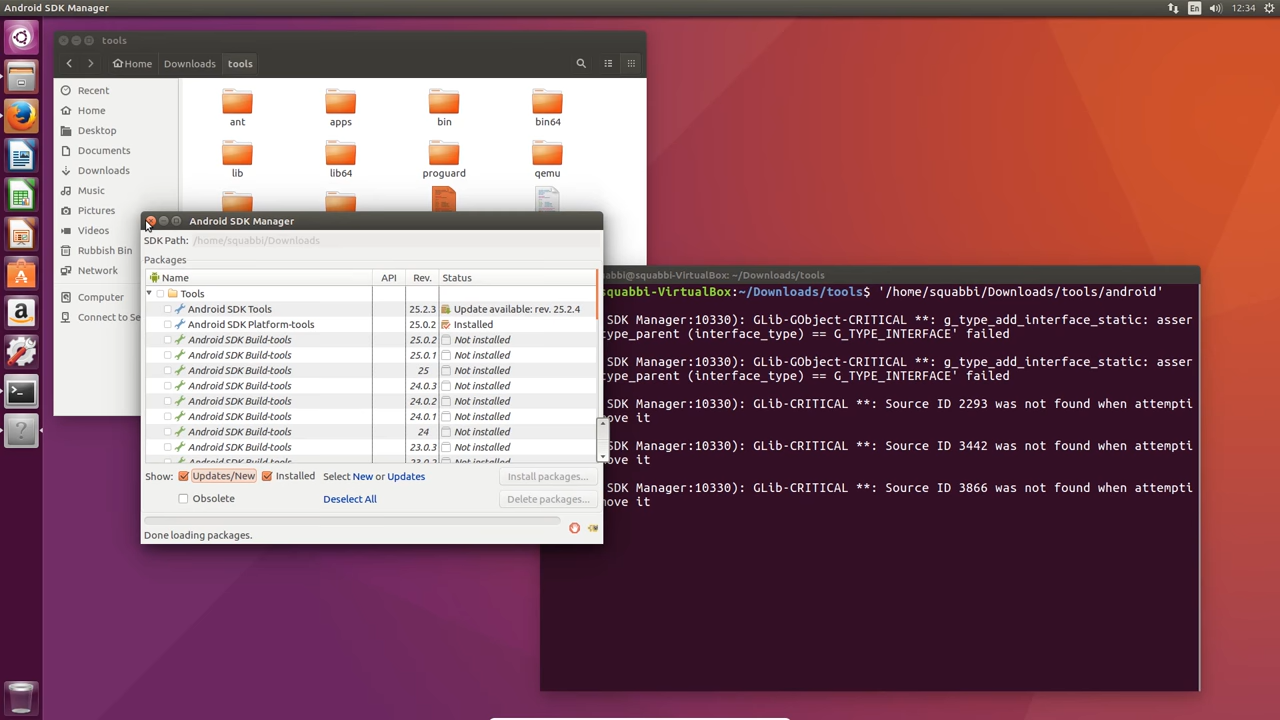 Android SDK Manager
En
12:34
tools
Home
Downloads
tools
Recent
Home
Desktop
Documents
Downloads
Music
Pictures
Videos
Rubbish Bin
Network
Computer
Connect to Se
ant
apps
bin
bin64
lib
lib64
proguard
qemu
Android SDK Manager
SDK Path: /home/squabbi/Downloads
Packages
Name API Rev. Status
Tools
Android SDK Tools 25.2.3 Update available: rev. 25.2.4
Android SDK Platform-tools 25.0.2 Installed
Android SDK Build-tools 25.0.2 Not installed
Android SDK Build-tools 25.0.1 Not installed
Android SDK Build-tools 25 Not installed
Android SDK Build-tools 24.0.3 Not installed
Android SDK Build-tools 24.0.2 Not installed
Android SDK Build-tools 24.0.1 Not installed
Android SDK Build-tools 24 Not installed
Android SDK Build-tools 23.0.3 Not installed
Show: Updates/New Installed Select New or Updates Install packages...
Obsolete Deselect All Delete packages...
Done loading packages.
abbi@squabbi-VirtualBox: ~/Downloads/tools
squabbi-VirtualBox:~/Downloads/tools$ '/home/squabbi/Downloads/tools/android'
SDK Manager:10330): GLib-GObject-CRITICAL **: g_type_add_interface_static: asser
type_parent (interface_type) == G_TYPE_INTERFACE' failed
SDK Manager:10330): GLib-GObject-CRITICAL **: g_type_add_interface_static: asser
type_parent (interface_type) == G_TYPE_INTERFACE' failed
SDK Manager:10330): GLib-CRITICAL **: Source ID 2293 was not found when attempti
move it
SDK Manager:10330): GLib-CRITICAL **: Source ID 3442 was not found when attempti
move it
SDK Manager:10330): GLib-CRITICAL **: Source ID 3866 was not found when attempti
move it